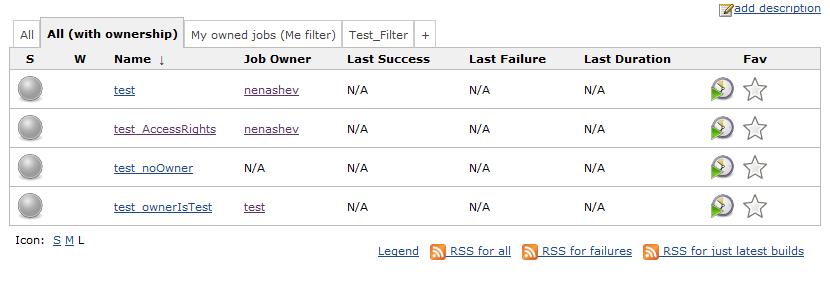 add description
All All (with ownership) My owned jobs (Me filter) Test_Filter +
S W Name ↓ Job Owner Last Success Last Failure Last Duration Fav
test nenashev N/A N/A N/A
test_AccessRights nenashev N/A N/A N/A
test_noOwner N/A N/A N/A N/A
test_ownerIsTest test N/A N/A N/A
Icon: S M L
Legend RSS for all RSS for failures RSS for just latest builds